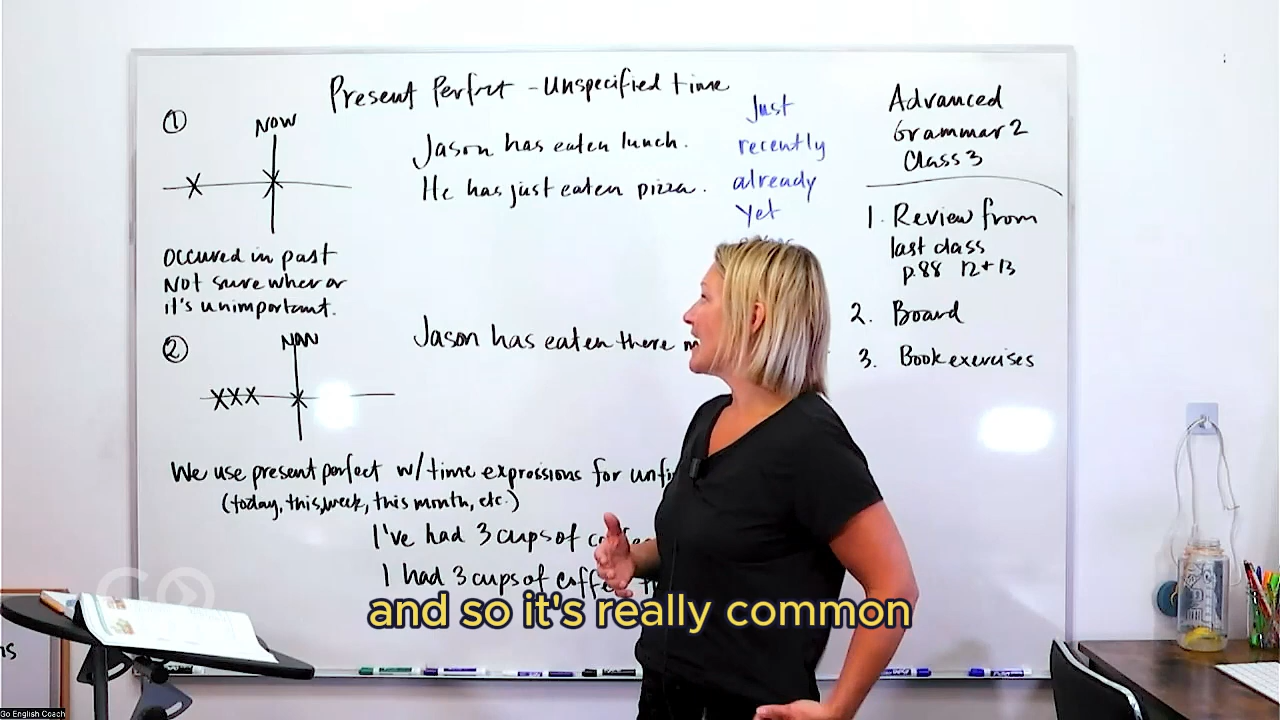 Present Perfect - Unspecified time
①
NOW
Jason has eaten lunch.
He has just eaten pizza.
Just
recently
already
yet
Occured in past
Not sure when or
it's unimportant.
②
NOW
Jason has eaten there
We use present perfect w/time expressions for
(today, this week, this month, etc.)
I've had 3 cups of
I had 3 cups of
Advanced
Grammar 2
Class 3
1. Review from
last class
p.88 12+13
2. Board
3. Book exercises
GO
and so it's really common
Go English Coach